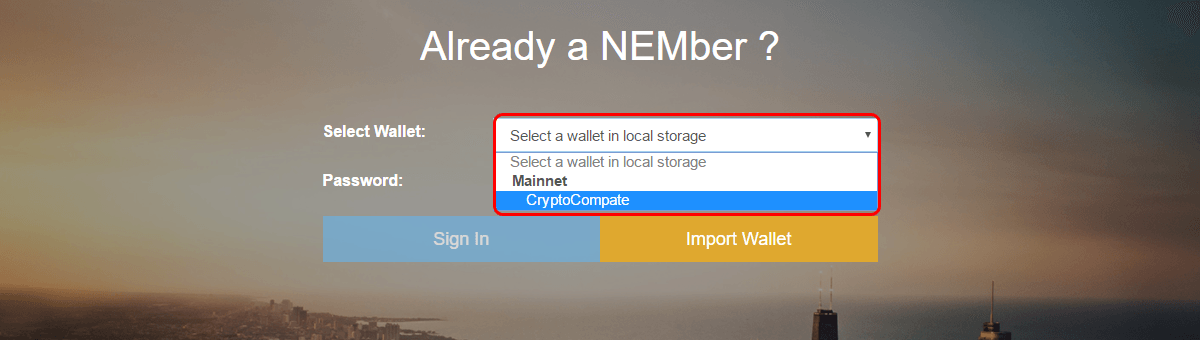 Already a NEMber ?
Select Wallet:
Select a wallet in local storage
Select a wallet in local storage
Mainnet
CryptoCompate
Password:
Sign In
Import Wallet